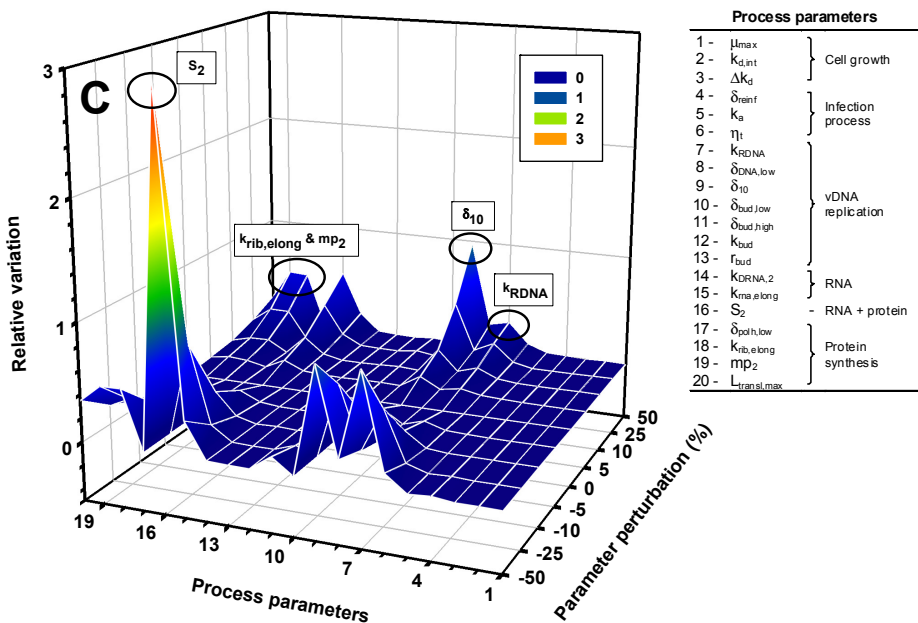 C
Relative variation
3
2
1
0
S2
krib,elong & mp2
δ10
kRDNA
0
1
2
3
19
16
13
10
7
4
1
Process parameters
50
25
10
5
0
-5
-10
-25
-50
Parameter perturbation (%)
Process parameters
1 - μmax
2 - kd,int
3 - Δkd
Cell growth
4 - δreinf
5 - ka
6 - ηt
Infection
process
7 - kRDNA
8 - δDNA,low
9 - δ10
10 - δbud,low
11 - δbud,high
12 - kbud
13 - rbud
vDNA
replication
14 - kDRNA,2
15 - krna,elong
RNA
16 - S2 - RNA + protein
17 - δpolh,low
18 - krib,elong
19 - mp2
20 - Ltransl,max
Protein
synthesis